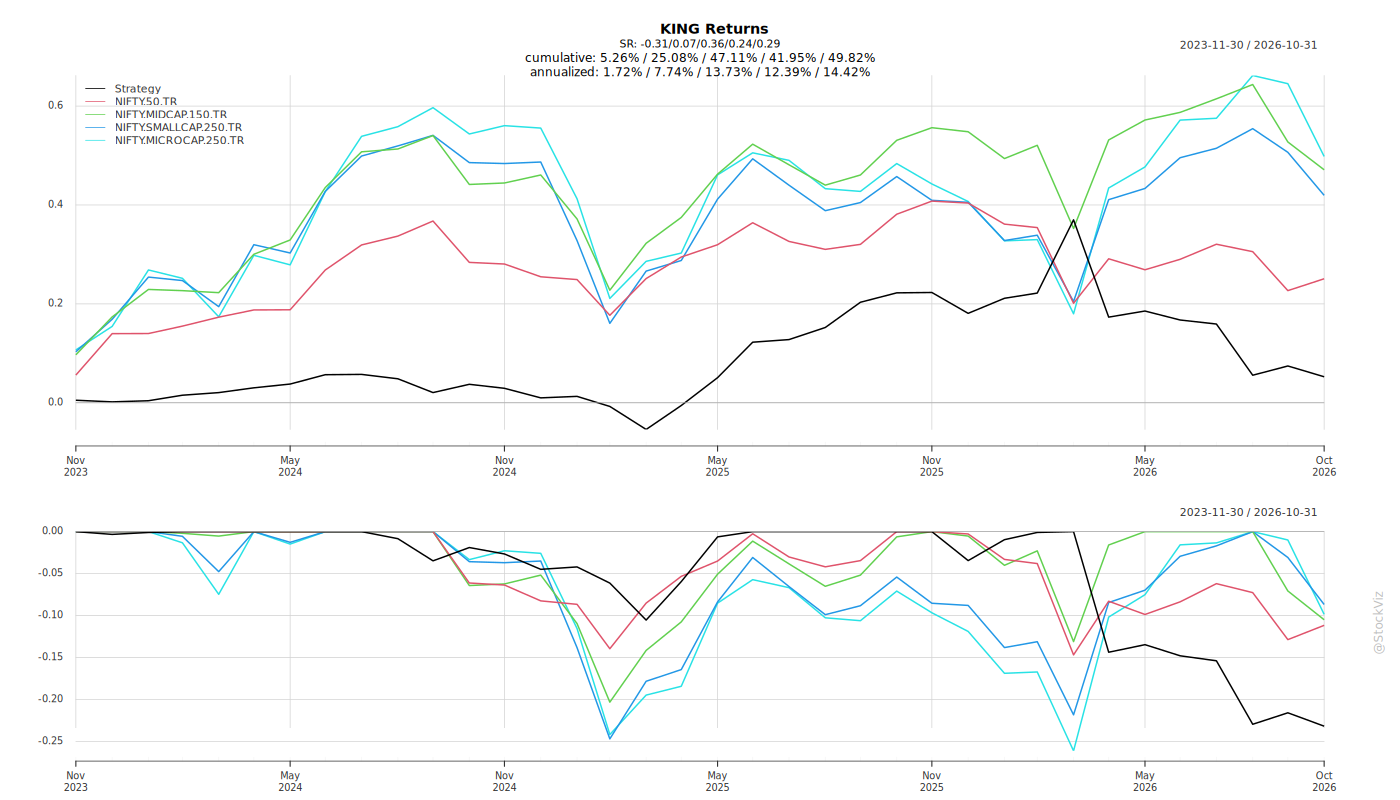 KING Returns
SR: -0.31/0.07/0.36/0.24/0.29
cumulative: 5.26% / 25.08% / 47.11% / 41.95% / 49.82%
annualized: 1.72% / 7.74% / 13.73% / 12.39% / 14.42%
2023-11-30 / 2026-10-31
Strategy
NIFTY.50.TR
NIFTY.MIDCAP.150.TR
NIFTY.SMALLCAP.250.TR
NIFTY.MICROCAP.250.TR
0.6
0.4
0.2
0.0
Nov May Nov May Nov May Oct
2023 2024 2024 2025 2025 2026 2026
2023-11-30 / 2026-10-31
0.00
-0.05
-0.10
-0.15
-0.20
-0.25
Nov May Nov May Nov May Oct
2023 2024 2024 2025 2025 2026 2026
@StockViz